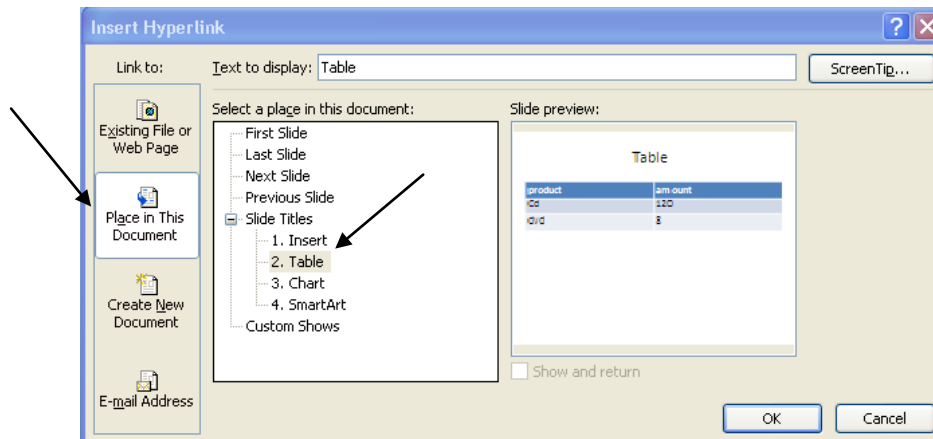 Insert Hyperlink
Link to:
Text to display: Table
ScreenTip...
Existing File or
Web Page
Place in This
Document
Create New
Document
E-mail Address
Select a place in this document:
First Slide
Last Slide
Next Slide
Previous Slide
Slide Titles
1. Insert
2. Table
3. Chart
4. SmartArt
Custom Shows
Slide preview:
Table
product amount
Cd 120
dvd 8
Show and return
OK Cancel